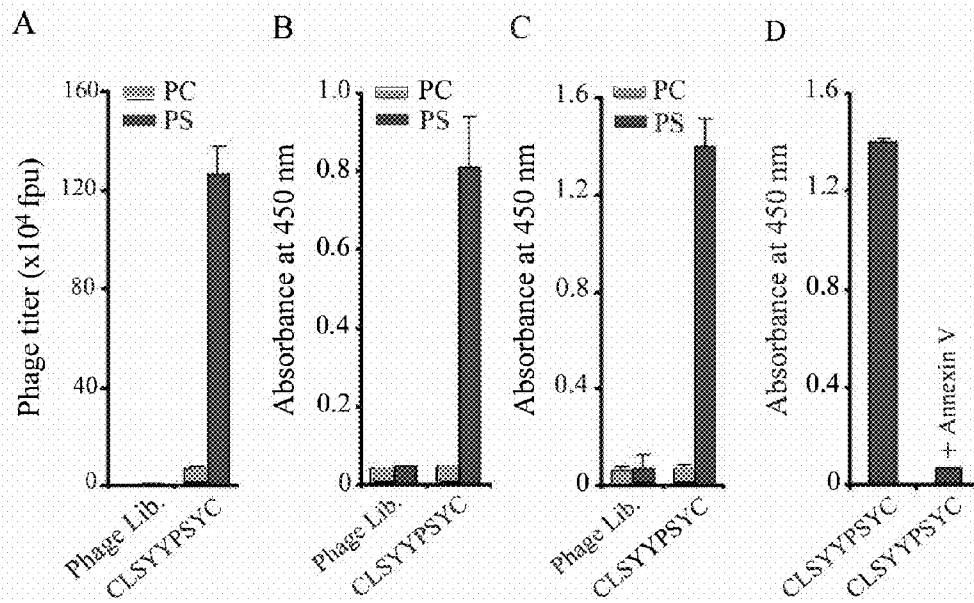 A
PC
PS
Phage titer (x10⁴ fpu)
160
120
80
40
0
Phage Lib.
CLSYYPSYC
B
PC
PS
Absorbance at 450 nm
1.0
0.8
0.6
0.4
0.2
0
Phage Lib.
CLSYYPSYC
C
PC
PS
Absorbance at 450 nm
1.6
1.2
0.8
0.4
0
Phage Lib.
CLSYYPSYC
D
Absorbance at 450 nm
1.6
1.2
0.8
0.4
0
+ Annexin V
CLSYYPSYC
CLSYYPSYC